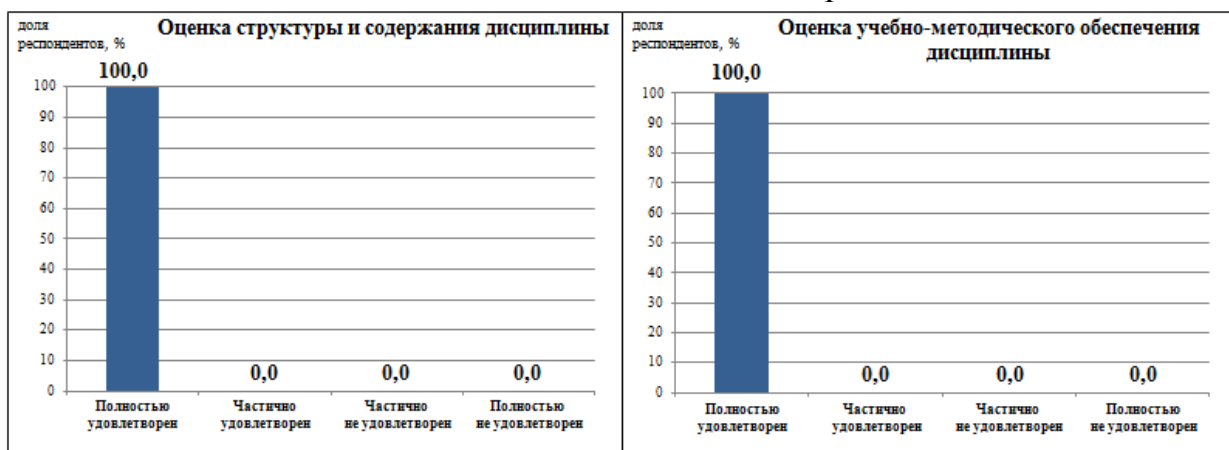 доля
респондентов, %
Оценка структуры и содержания дисциплины
100,0
100
90
80
70
60
50
40
30
20
10
0
0,0
0,0
0,0
Полностью
удовлетворен
Частично
удовлетворен
Частично
не удовлетворен
Полностью
не удовлетворен
доля
респондентов, %
Оценка учебно-методического обеспечения
дисциплины
100,0
100
90
80
70
60
50
40
30
20
10
0
0,0
0,0
0,0
Полностью
удовлетворен
Частично
удовлетворен
Частично
не удовлетворен
Полностью
не удовлетворен